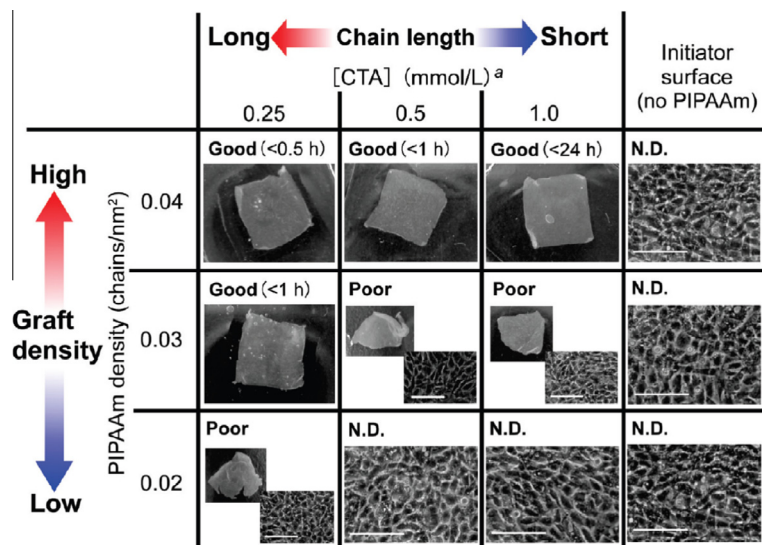 Long Chain length Short
[CTA] (mmol/L) a
0.25 0.5 1.0
Initiator
surface
(no PIPAAm)
High
Graft
density
Low
PIPAAm density (chains/nm2)
0.04
Good (<0.5 h) Good (<1 h) Good (<24 h) N.D.
0.03
Good (<1 h) Poor Poor N.D.
0.02
Poor N.D. N.D. N.D.